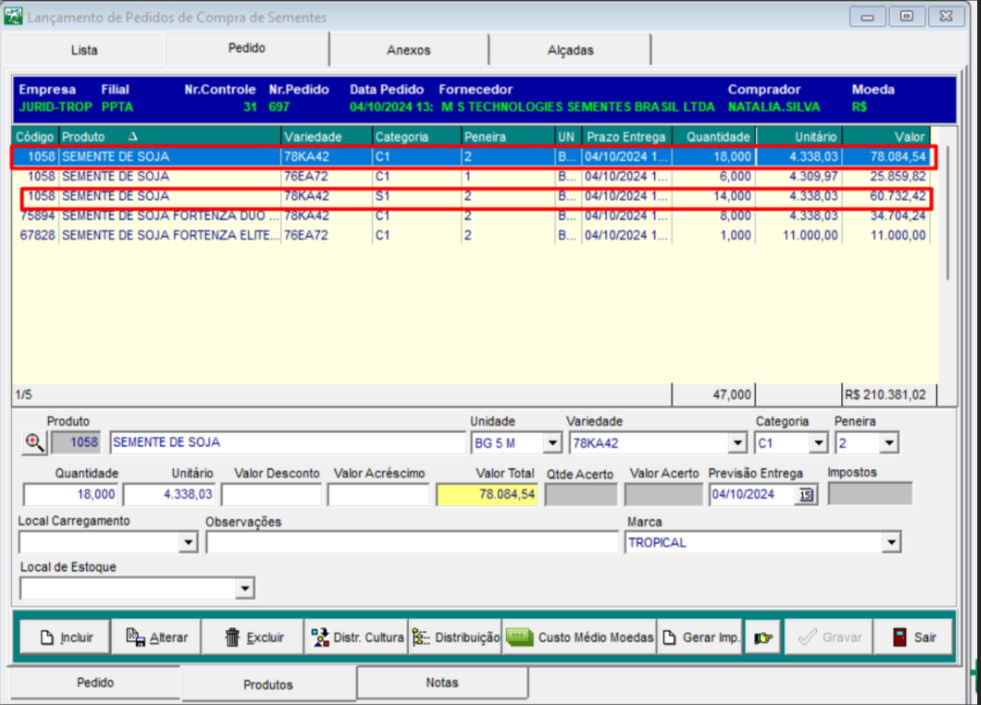 Lançamento de Pedidos de Compra de Sementes
Lista Pedido Anexos Alçadas
Empresa Filial Nr.Controle Nr.Pedido Data Pedido Fornecedor Comprador Moeda
JURID-TROP PPTA 31 697 04/10/2024 13: M S TECHNOLOGIES SEMENTES BRASIL LTDA NATALIA.SILVA R$
Código Produto Variedade Categoria Peneira UN Prazo Entrega Quantidade Unitário Valor
1058 SEMENTE DE SOJA 78KA42 C1 2 B... 04/10/2024 1... 18,000 4.338,03 78.084,54
1058 SEMENTE DE SOJA 76EA72 C1 1 B... 04/10/2024 1... 6,000 4.309,97 25.859,82
1058 SEMENTE DE SOJA 78KA42 S1 2 B... 04/10/2024 1... 14,000 4.338,03 60.732,42
75894 SEMENTE DE SOJA FORTENZA DUO ... 78KA42 C1 2 B... 04/10/2024 1... 8,000 4.338,03 34.704,24
67828 SEMENTE DE SOJA FORTENZA ELITE... 76EA72 C1 2 B... 04/10/2024 1... 1,000 11.000,00 11.000,00
1/5 47,000 R$ 210.381,02
Produto Unidade Variedade Categoria Peneira
1058 SEMENTE DE SOJA BG 5 M 78KA42 C1 2
Quantidade Unitário Valor Desconto Valor Acréscimo Valor Total Qtde Acerto Valor Acerto Previsão Entrega Impostos
18,000 4.338,03 78.084,54 04/10/2024 15
Local Carregamento Observações Marca
TROPICAL
Local de Estoque
Incluir Alterar Excluir Distr. Cultura Distribuição Custo Médio Moedas Gerar Imp. Gravar Sair
Pedido Produtos Notas